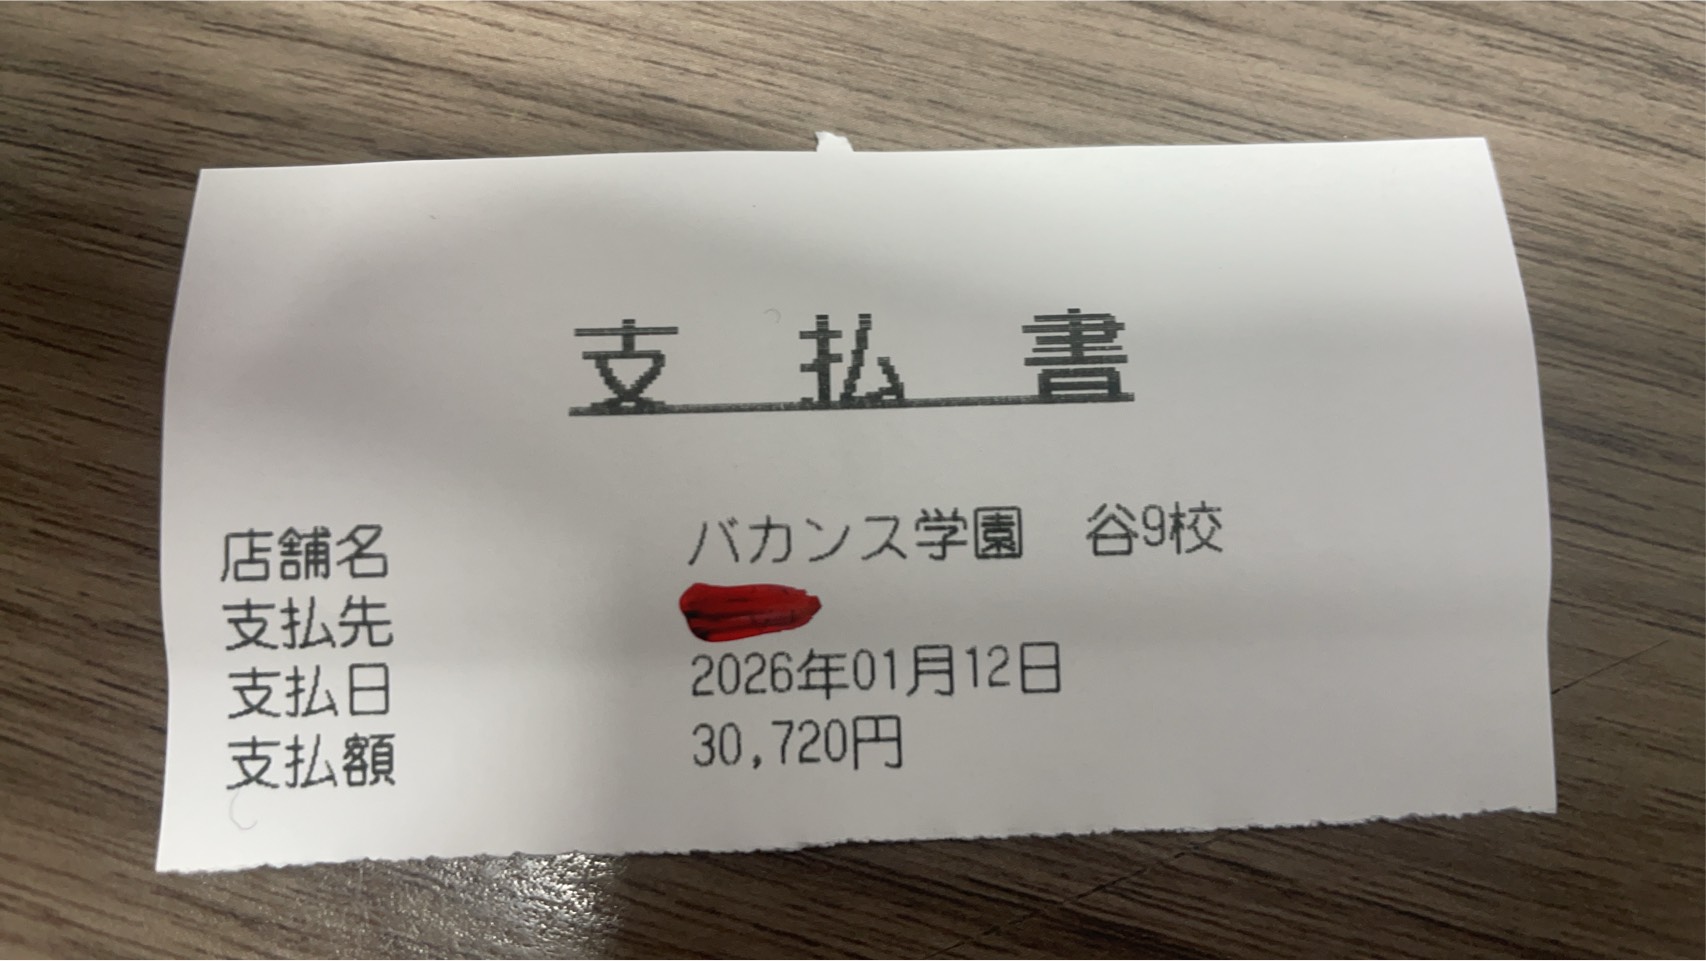 支払書
店舗名 バカンス学園 谷9校
支払先
支払日 2026年01月12日
支払額 30,720円